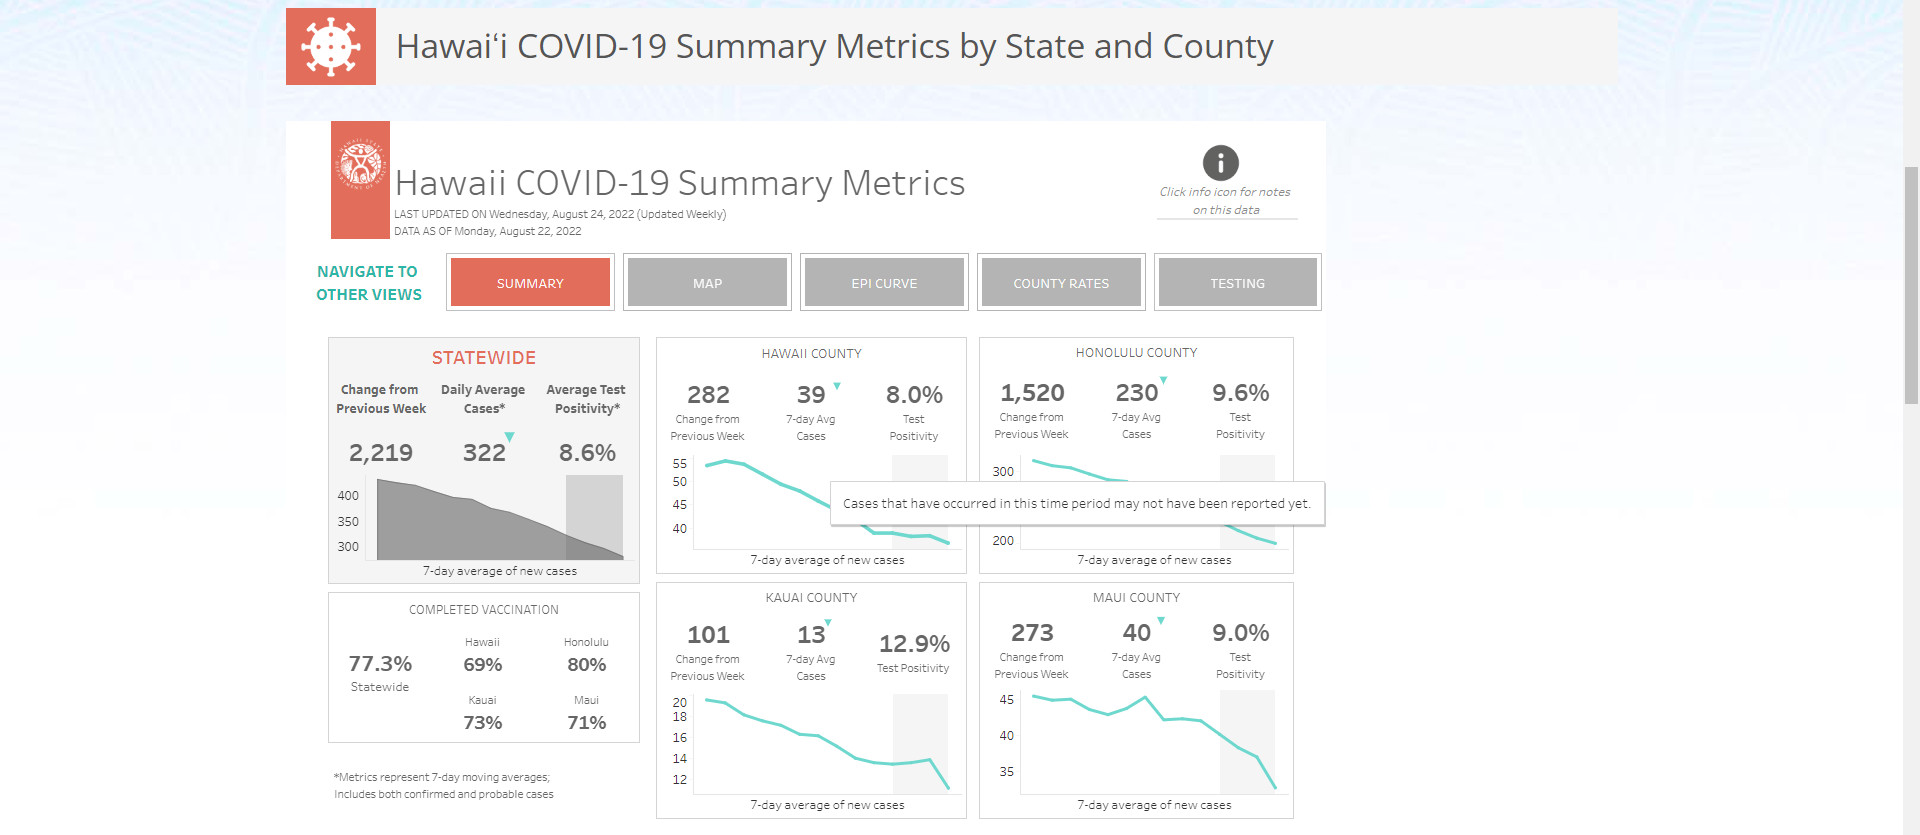 Hawaiʻi COVID-19 Summary Metrics by State and County
Hawaii COVID-19 Summary Metrics
LAST UPDATED ON Wednesday, August 24, 2022 (Updated Weekly)
DATA AS OF Monday, August 22, 2022
Click info icon for notes
on this data
NAVIGATE TO
OTHER VIEWS
SUMMARY
MAP
EPI CURVE
COUNTY RATES
TESTING
STATEWIDE
Change from
Previous Week
Daily Average
Cases*
Average Test
Positivity*
2,219
322
8.6%
400
350
300
7-day average of new cases
HAWAII COUNTY
282
39
8.0%
Change from
Previous Week
7-day Avg
Cases
Test
Positivity
55
50
45
40
7-day average of new cases
HONOLULU COUNTY
1,520
230
9.6%
Change from
Previous Week
7-day Avg
Cases
Test
Positivity
300
200
7-day average of new cases
Cases that have occurred in this time period may not have been reported yet.
COMPLETED VACCINATION
77.3%
Statewide
Hawaii
69%
Honolulu
80%
Kauai
73%
Maui
71%
*Metrics represent 7-day moving averages;
Includes both confirmed and probable cases
KAUAI COUNTY
101
13
12.9%
Change from
Previous Week
7-day Avg
Cases
Test Positivity
20
18
16
14
12
7-day average of new cases
MAUI COUNTY
273
40
9.0%
Change from
Previous Week
7-day Avg
Cases
Test
Positivity
45
40
35
7-day average of new cases